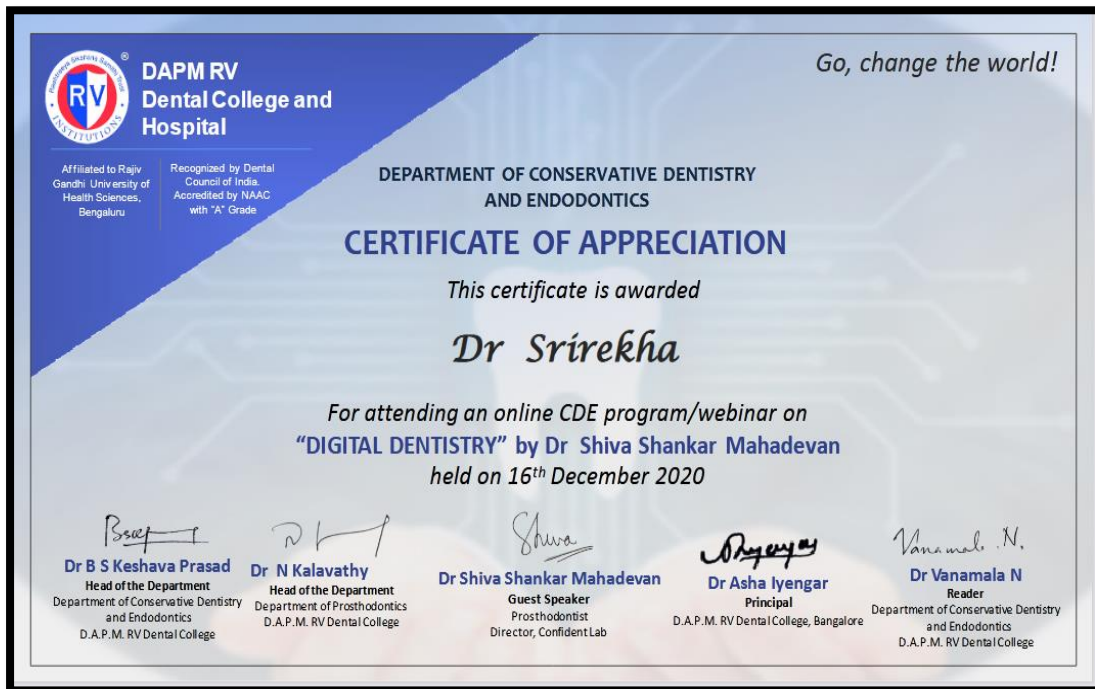 Go, change the world!
RV
INSTITUTIONS
®
DAPM RV
Dental College and
Hospital
Affiliated to Rajiv
Gandhi University of
Health Sciences,
Bengaluru
Recognized by Dental
Council of India.
Accredited by NAAC
with "A" Grade
DEPARTMENT OF CONSERVATIVE DENTISTRY
AND ENDODONTICS
CERTIFICATE OF APPRECIATION
This certificate is awarded
Dr Srirekha
For attending an online CDE program/webinar on
“DIGITAL DENTISTRY” by Dr Shiva Shankar Mahadevan
held on 16th December 2020
Shiva
Vanamala .N.
Dr B S Keshava Prasad
Head of the Department
Department of Conservative Dentistry
and Endodontics
D.A.P.M. RV Dental College
Dr N Kalavathy
Head of the Department
Department of Prosthodontics
D.A.P.M. RV Dental College
Dr Shiva Shankar Mahadevan
Guest Speaker
Prosthodontist
Director, Confident Lab
Dr Asha Iyengar
Principal
D.A.P.M. RV Dental College, Bangalore
Dr Vanamala N
Reader
Department of Conservative Dentistry
and Endodontics
D.A.P.M. RV Dental College